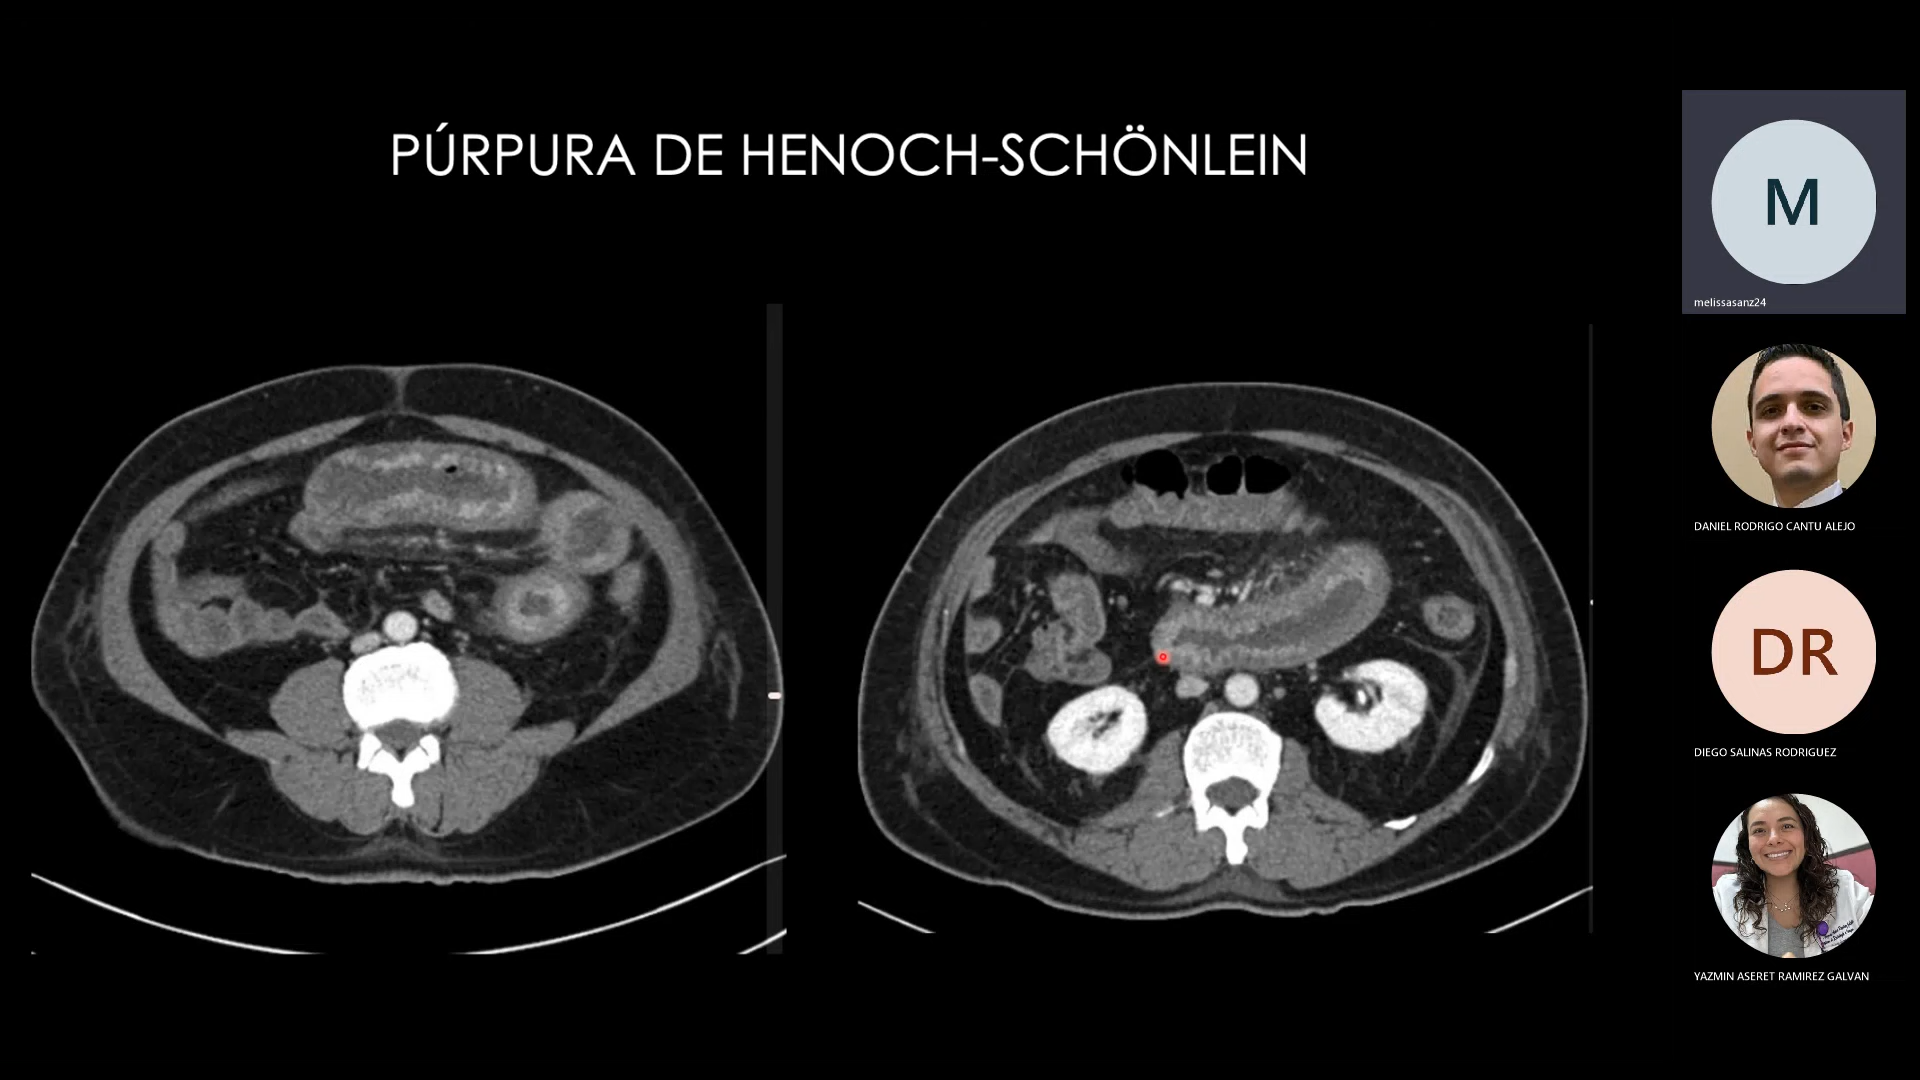 PÚRPURA DE HENOCH-SCHÖNLEIN
M
melissasanz24
DANIEL RODRIGO CANTU ALEJO
DR
DIEGO SALINAS RODRIGUEZ
YAZMIN ASERET RAMIREZ GALVAN